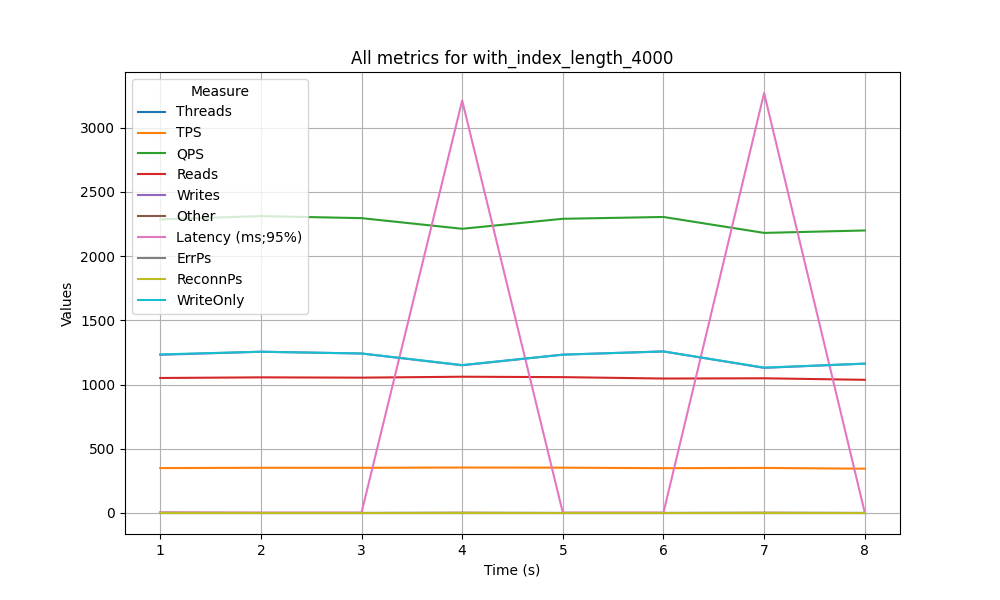 All metrics for with_index_length_4000
Values
3000
2500
2000
1500
1000
500
0
Measure
Threads
TPS
QPS
Reads
Writes
Other
Latency (ms;95%)
ErrPs
ReconnPs
WriteOnly
1 2 3 4 5 6 7 8
Time (s)